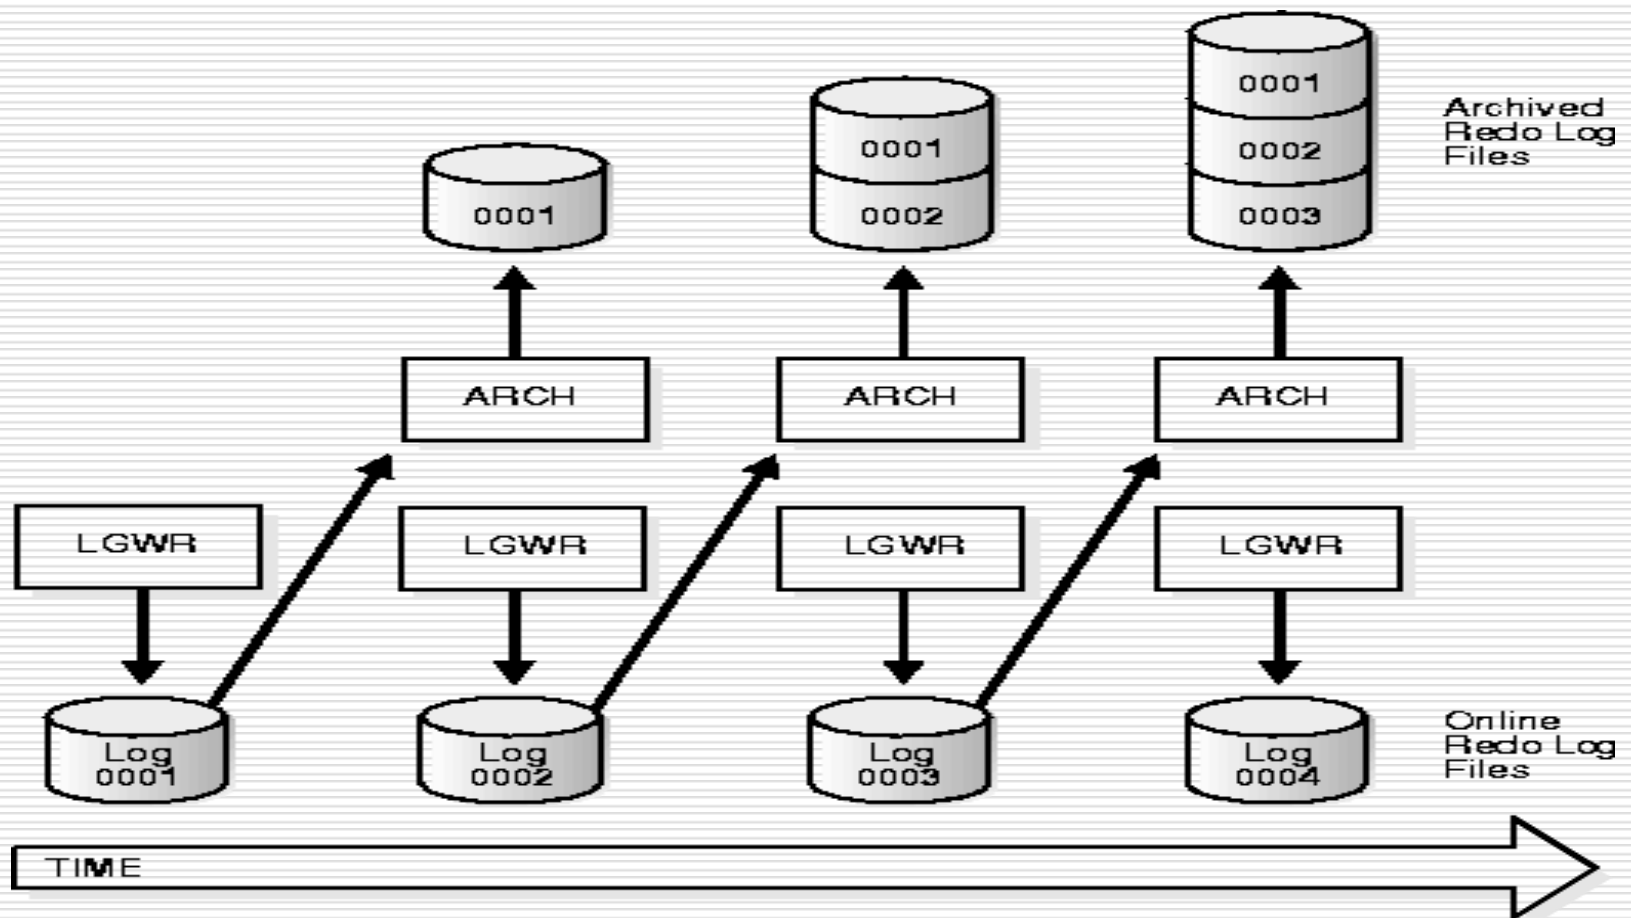 0001
0001
0002
0001
0002
0003
Archived
Redo Log
Files
ARCH
ARCH
ARCH
LGWR
LGWR
LGWR
LGWR
Log
0001
Log
0002
Log
0003
Log
0004
Online
Redo Log
Files
TIME